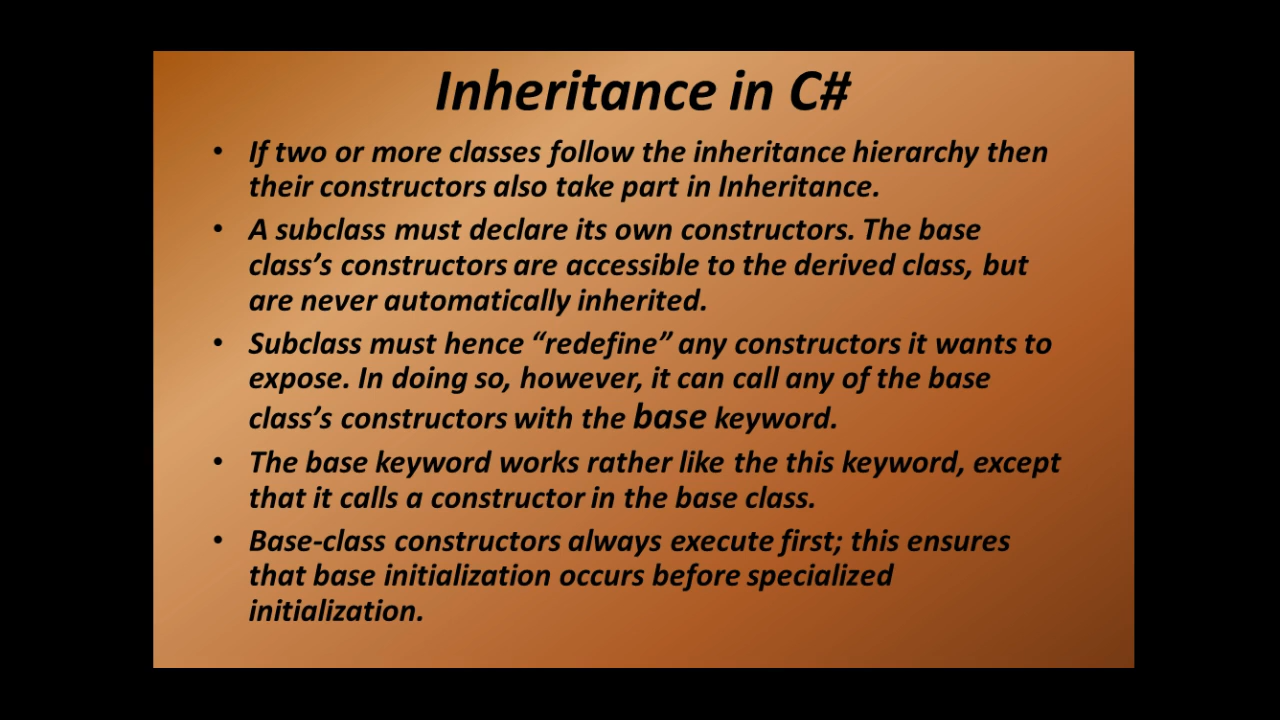 Inheritance in C#
• If two or more classes follow the inheritance hierarchy then
their constructors also take part in Inheritance.
• A subclass must declare its own constructors. The base
class’s constructors are accessible to the derived class, but
are never automatically inherited.
• Subclass must hence “redefine” any constructors it wants to
expose. In doing so, however, it can call any of the base
class’s constructors with the base keyword.
• The base keyword works rather like the this keyword, except
that it calls a constructor in the base class.
• Base-class constructors always execute first; this ensures
that base initialization occurs before specialized
initialization.